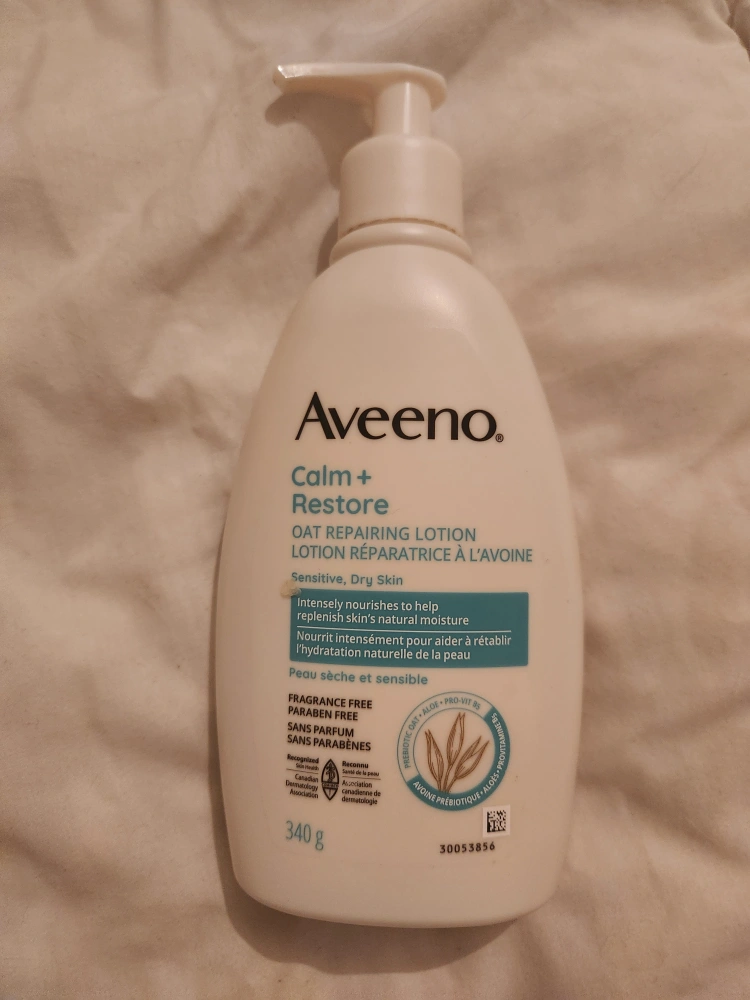 Aveeno®
Calm +
Restore
OAT REPAIRING LOTION
LOTION RÉPARATRICE À L'AVOINE
Sensitive, Dry Skin
Intensely nourishes to help
replenish skin's natural moisture
Nourrit intensément pour aider à rétablir
l'hydratation naturelle de la peau
Peau sèche et sensible
FRAGRANCE FREE
PARABEN FREE
SANS PARFUM
SANS PARABÈNES
Recognized
Skin Health
Canadian
Dermatology
Association
Reconnu
Santé de la peau
Association
canadienne de
dermatologie
PREBIOTIC OAT • ALOE • PRO-VIT B5
AVOINE PRÉBIOTIQUE • ALOÈS • PROVITAMINE B5
340 g
30053856